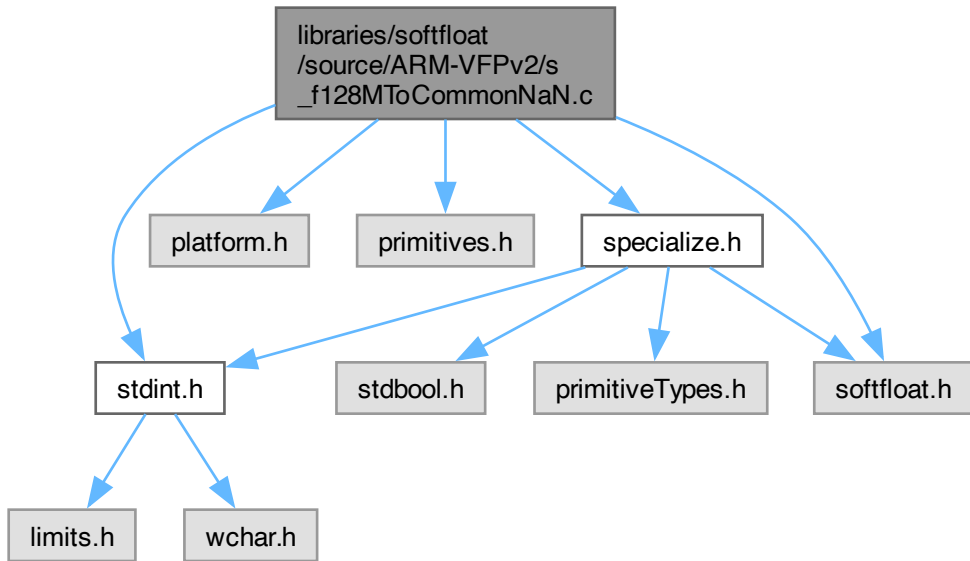 libraries/softfloat
/source/ARM-VFPv2/s
_f128MToCommonNaN.c
platform.h
primitives.h
specialize.h
stdint.h
stdbool.h
primitiveTypes.h
softfloat.h
limits.h
wchar.h